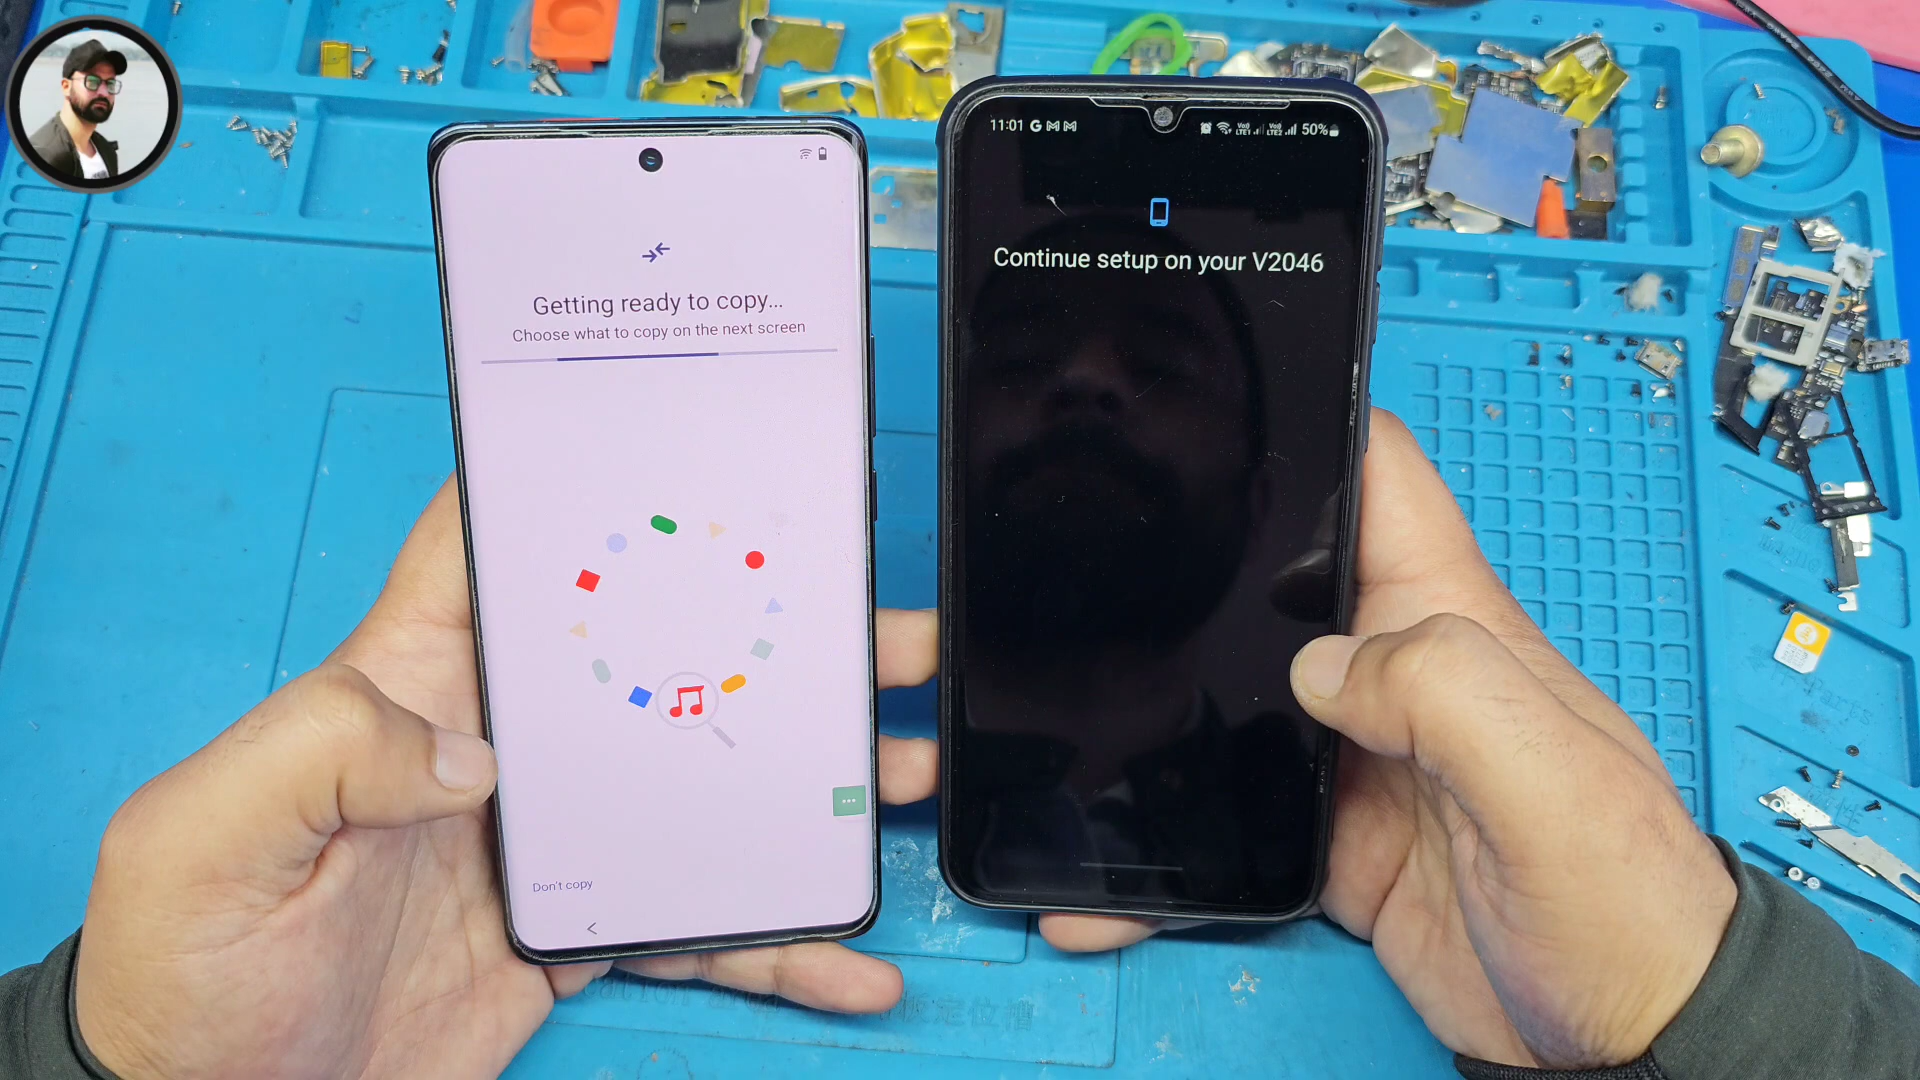 Getting ready to copy...
Choose what to copy on the next screen
Don't copy
11:01
50%
Continue setup on your V2046